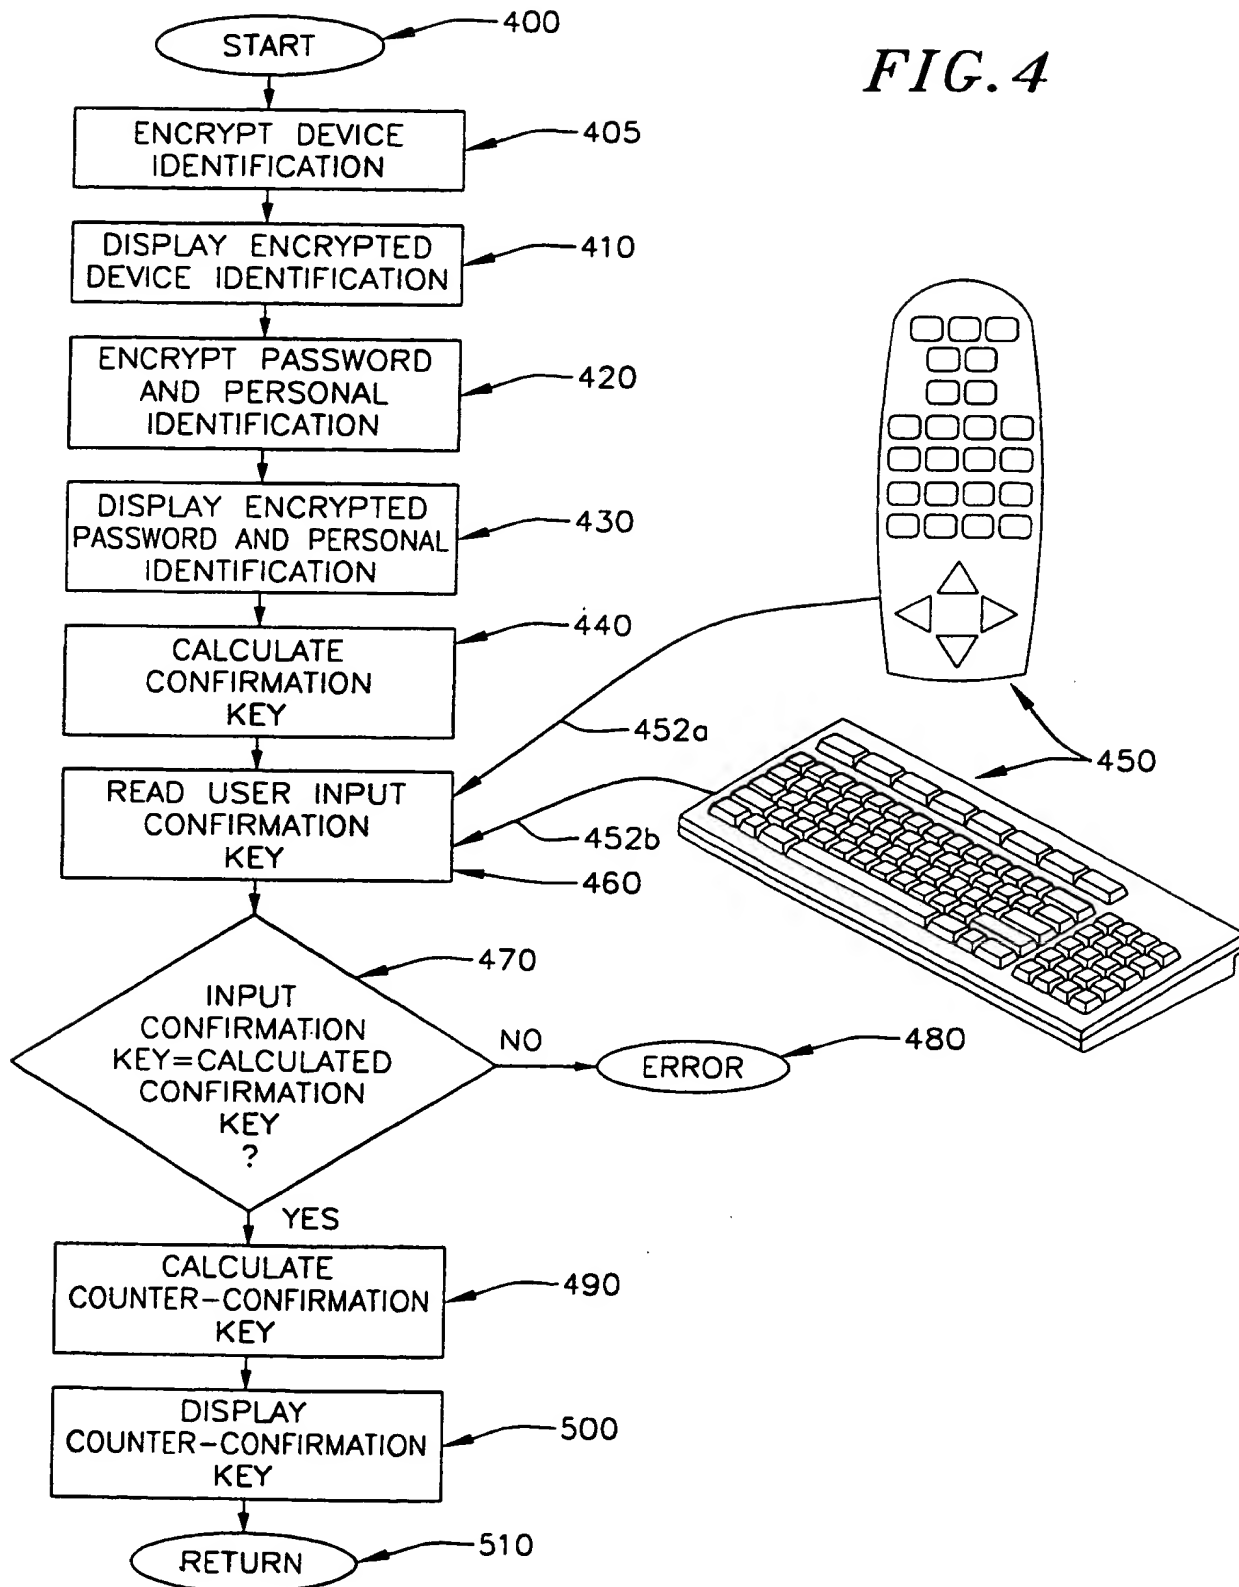 FIG. 4
START
400
ENCRYPT DEVICE
IDENTIFICATION
405
DISPLAY ENCRYPTED
DEVICE IDENTIFICATION
410
ENCRYPT PASSWORD
AND PERSONAL
IDENTIFICATION
420
DISPLAY ENCRYPTED
PASSWORD AND PERSONAL
IDENTIFICATION
430
CALCULATE
CONFIRMATION
KEY
440
452a
450
READ USER INPUT
CONFIRMATION
KEY
452b
460
INPUT
CONFIRMATION
KEY=CALCULATED
CONFIRMATION
KEY
?
470
NO
ERROR
480
YES
CALCULATE
COUNTER-CONFIRMATION
KEY
490
DISPLAY
COUNTER-CONFIRMATION
KEY
500
RETURN
510